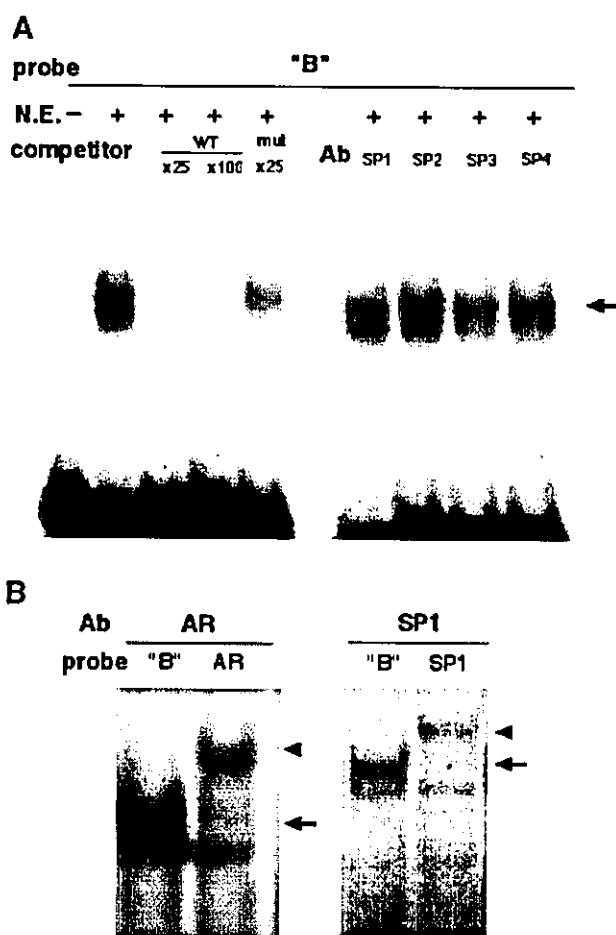 A
probe "B"
N.E. - + + + + + + + +
competitor WT mut Ab SP1 SP2 SP3 SP4
x25 x100 x25
B
Ab AR SP1
probe "B" AR "B" SP1